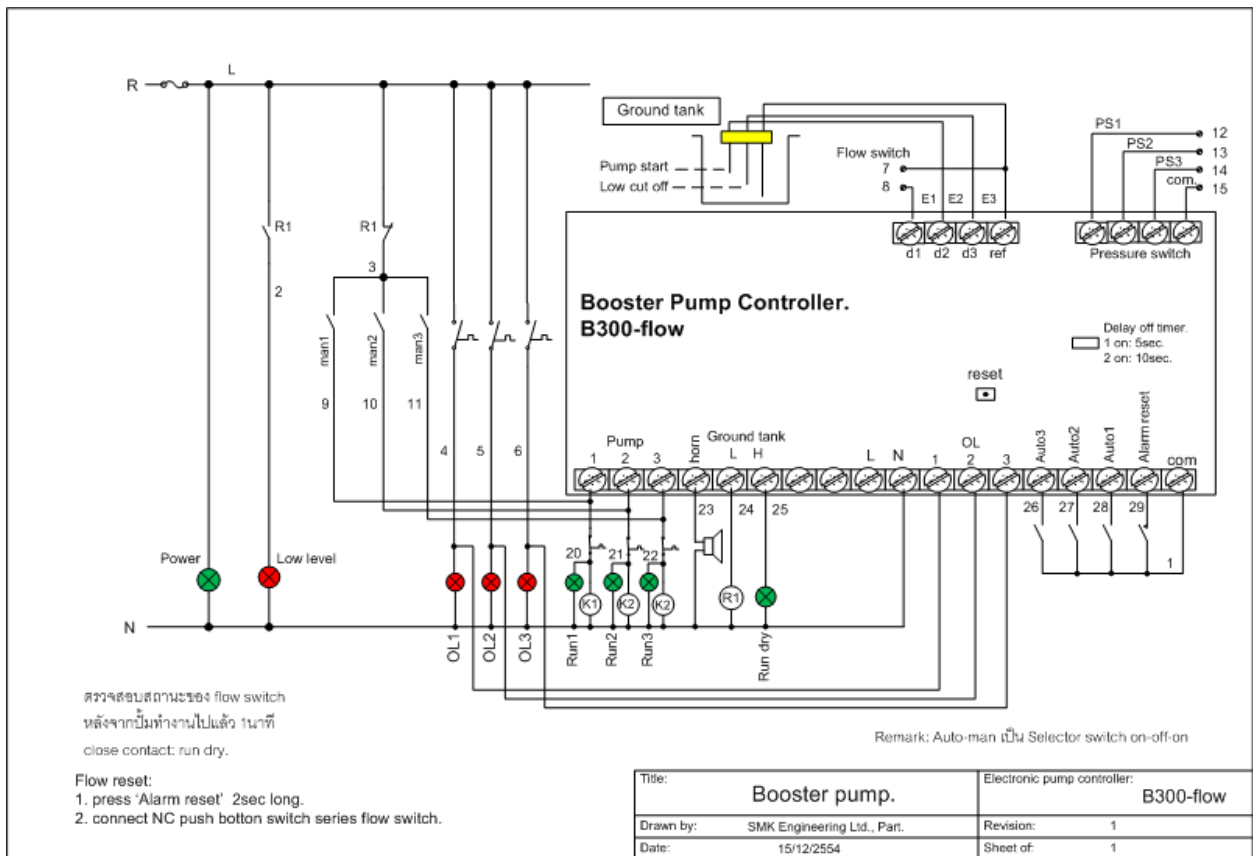 R
L
Ground tank
Pump start
Low cut off
Flow switch
7
8
E1 E2 E3
PS1
12
PS2
13
PS3
14
com.
15
d1 d2 d3 ref
Pressure switch
R1
R1
3
2
man1
man2
man3
9
10
11
4
5
6
Booster Pump Controller.
B300-flow
Delay off timer.
1 on: 5sec.
2 on: 10sec.
reset
Pump
1 2 3
horn
Ground tank
L H
L N
OL
1 2 3
Auto3
Auto2
Auto1
Alarm reset
com
23 24 25
26 27 28 29
1
20 21 22
Power
Low level
K1
K2
K2
R1
N
OL1
OL2
OL3
Run1
Run2
Run3
Run dry
ตรวจสอบสถานะของ flow switch
หลังจากปั๊มทำงานไปแล้ว 1นาที
close contact: run dry.
Remark: Auto-man เป็น Selector switch on-off-on
Flow reset:
1. press ‘Alarm reset’ 2sec long.
2. connect NC push botton switch series flow switch.
Title:
Booster pump.
Electronic pump controller:
B300-flow
Drawn by: SMK Engineering Ltd., Part.
Revision: 1
Date: 15/12/2554
Sheet of: 1